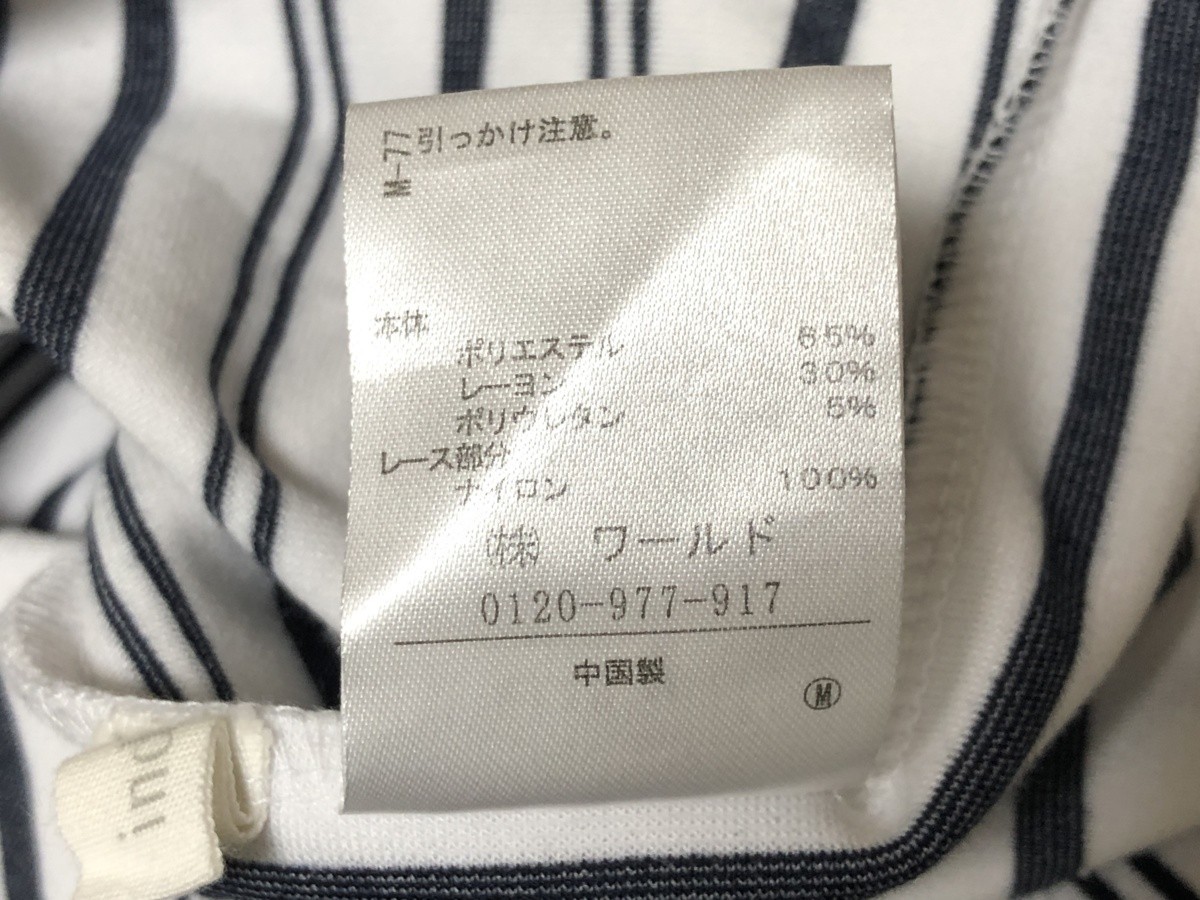 M-77
引っかけ注意。
本体
ポリエステル 65%
レーヨン 30%
ポリウレタン 5%
レース部分
ナイロン 100%
㈱ ワールド
0120-977-917
中国製
Ⓜ
ind